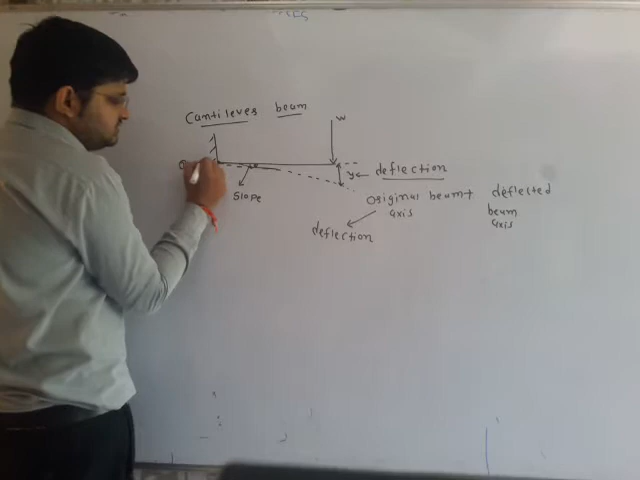 Cantilever beam
W
y
deflection
Slope
original beam + deflected
axis
beam
axis
deflection